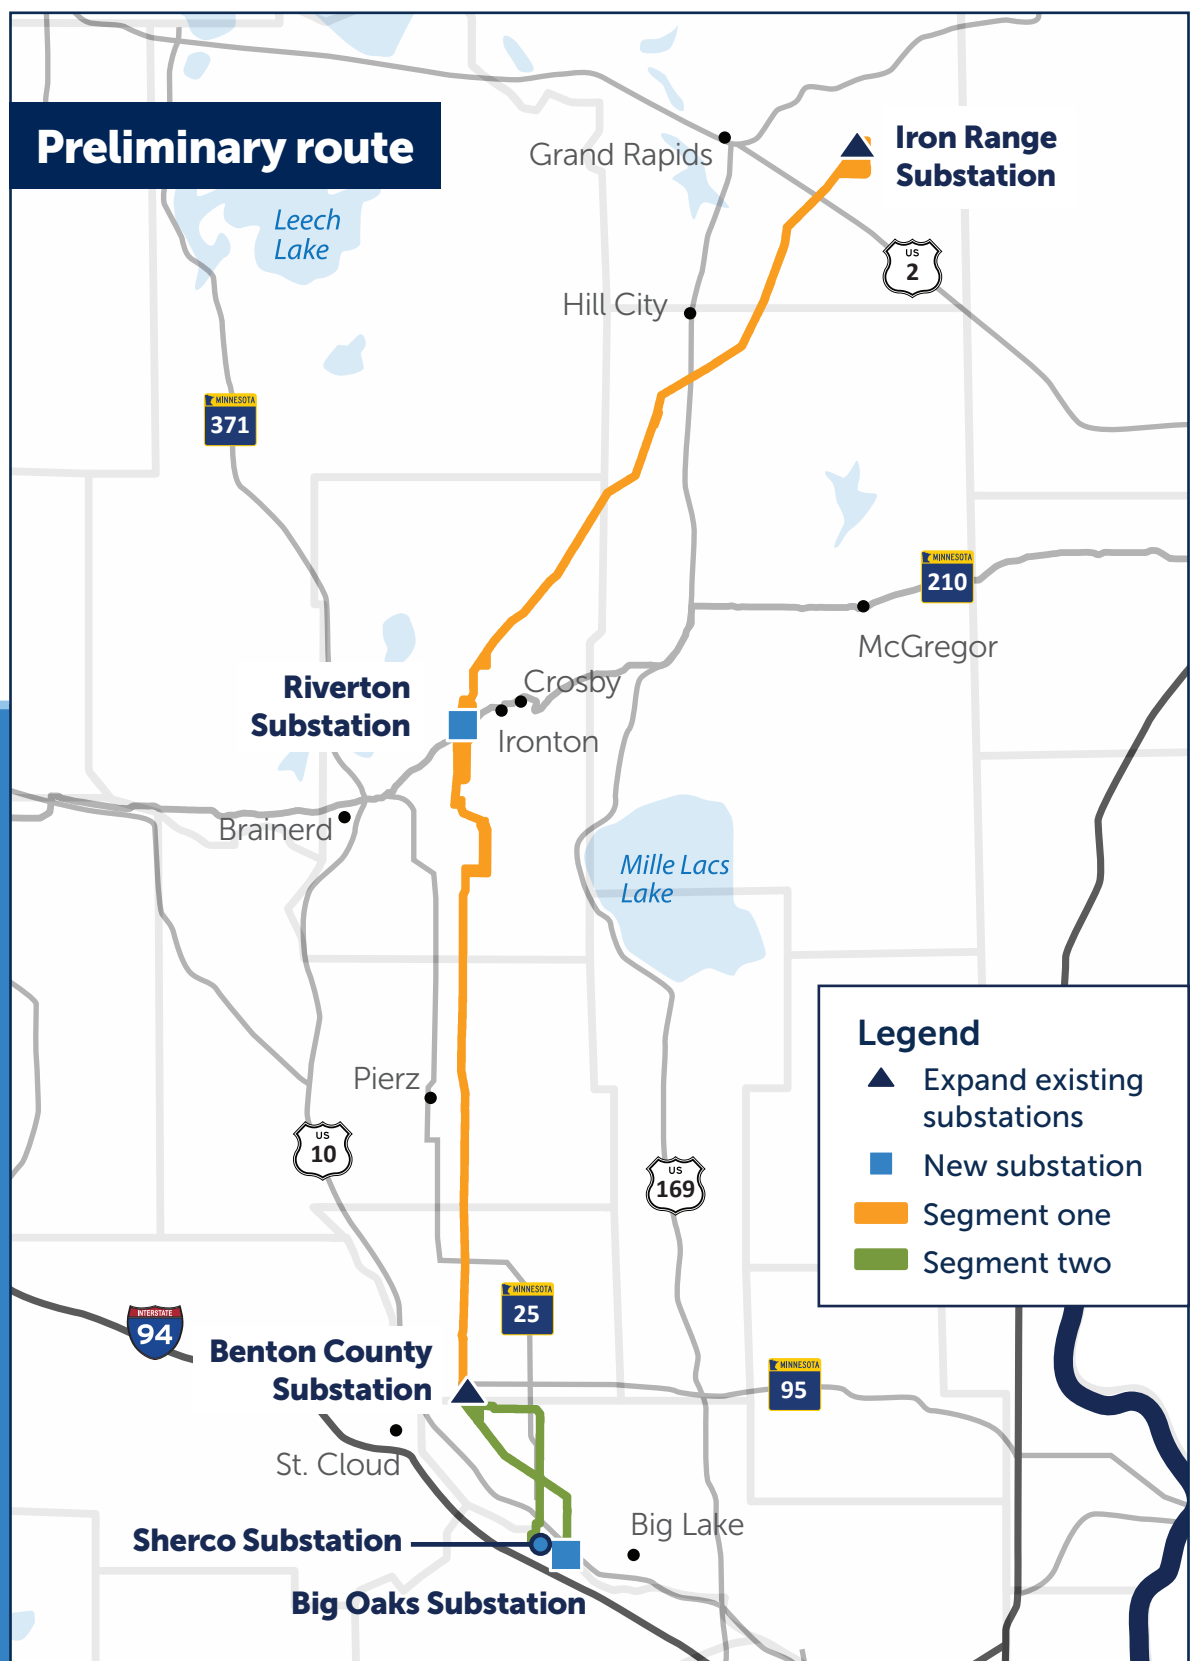 Preliminary route
Grand Rapids
Iron Range
Substation
Leech
Lake
US
2
Hill City
MINNESOTA
371
MINNESOTA
210
McGregor
Riverton
Substation
Crosby
Ironton
Brainerd
Mille Lacs
Lake
Legend
Expand existing
substations
New substation
Segment one
Segment two
Pierz
US
10
US
169
MINNESOTA
25
INTERSTATE
94
Benton County
Substation
MINNESOTA
95
St. Cloud
Big Lake
Sherco Substation
Big Oaks Substation